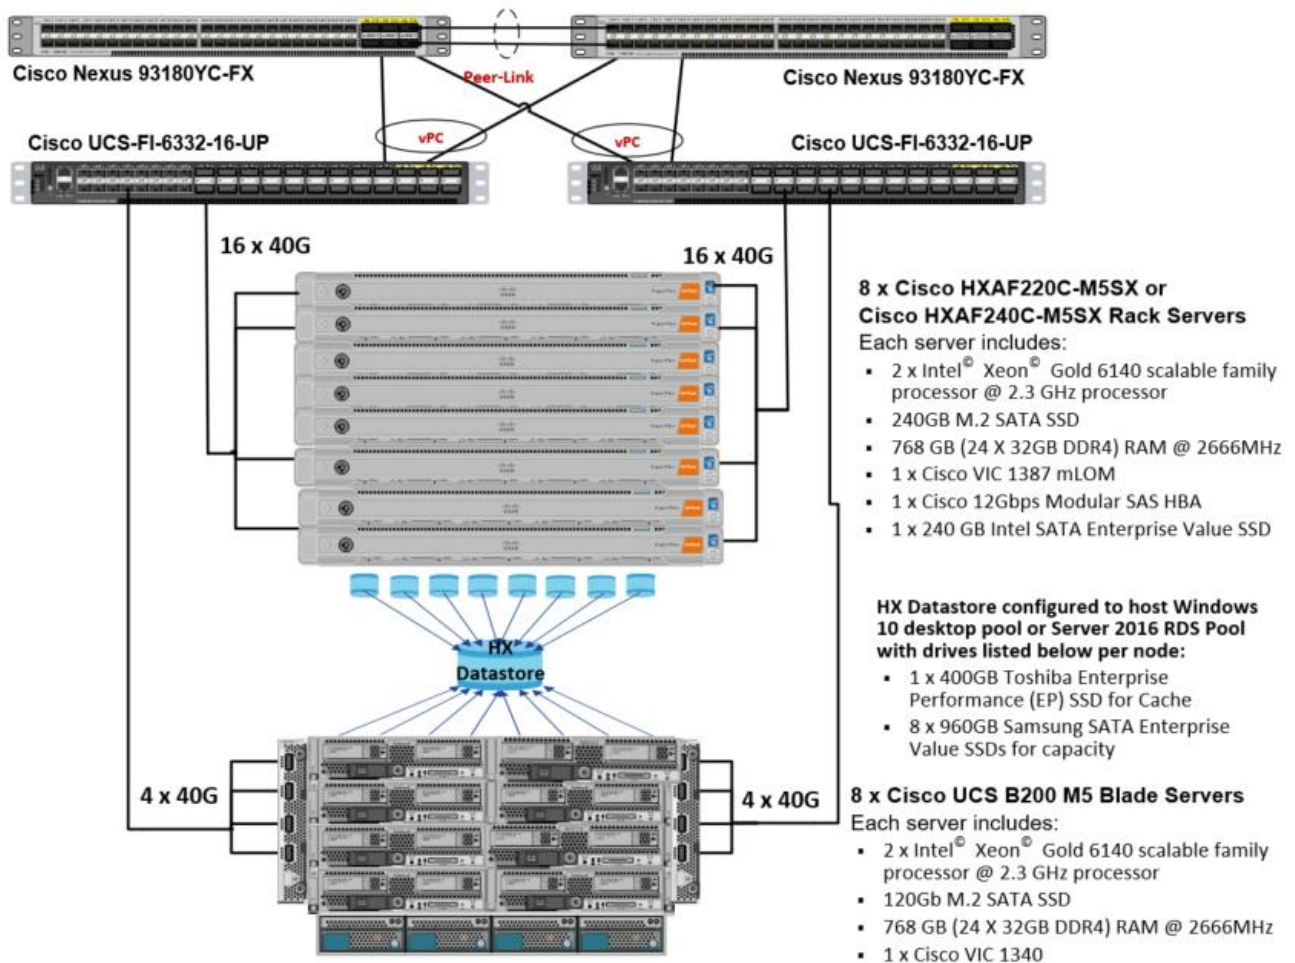 Cisco Nexus 93180YC-FX
Peer-Link
Cisco Nexus 93180YC-FX
Cisco UCS-FI-6332-16-UP
vPC
vPC
Cisco UCS-FI-6332-16-UP
16 x 40G
16 x 40G
8 x Cisco HXAF220C-M5SX or
Cisco HXAF240C-M5SX Rack Servers
Each server includes:
▪ 2 x Intel© Xeon© Gold 6140 scalable family
processor @ 2.3 GHz processor
▪ 240GB M.2 SATA SSD
▪ 768 GB (24 X 32GB DDR4) RAM @ 2666MHz
▪ 1 x Cisco VIC 1387 mLOM
▪ 1 x Cisco 12Gbps Modular SAS HBA
▪ 1 x 240 GB Intel SATA Enterprise Value SSD
HX
Datastore
HX Datastore configured to host Windows
10 desktop pool or Server 2016 RDS Pool
with drives listed below per node:
▪ 1 x 400GB Toshiba Enterprise
Performance (EP) SSD for Cache
▪ 8 x 960GB Samsung SATA Enterprise
Value SSDs for capacity
4 x 40G
4 x 40G
8 x Cisco UCS B200 M5 Blade Servers
Each server includes:
▪ 2 x Intel© Xeon© Gold 6140 scalable family
processor @ 2.3 GHz processor
▪ 120Gb M.2 SATA SSD
▪ 768 GB (24 X 32GB DDR4) RAM @ 2666MHz
▪ 1 x Cisco VIC 1340